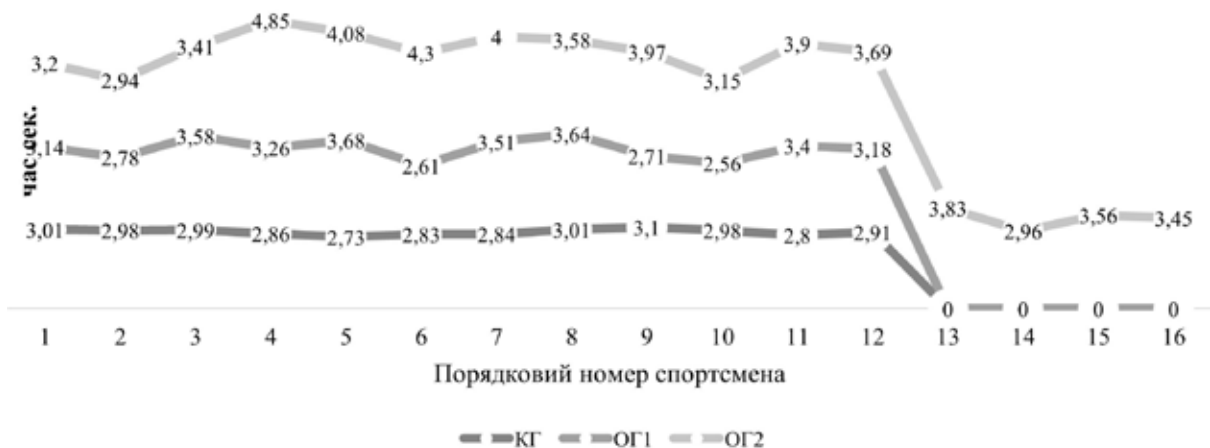 3,2 2,94 3,41 4,85 4,08 4,3 4 3,58 3,97 3,15 3,9 3,69
3,14 2,78 3,58 3,26 3,68 2,61 3,51 3,64 2,71 2,56 3,4 3,18
3,01 2,98 2,99 2,86 2,73 2,83 2,84 3,01 3,1 2,98 2,8 2,91
3,83 2,96 3,56 3,45
0 0 0 0
час,сек.
1 2 3 4 5 6 7 8 9 10 11 12 13 14 15 16
Порядковий номер спортсмена
КГ ОГ1 ОГ2